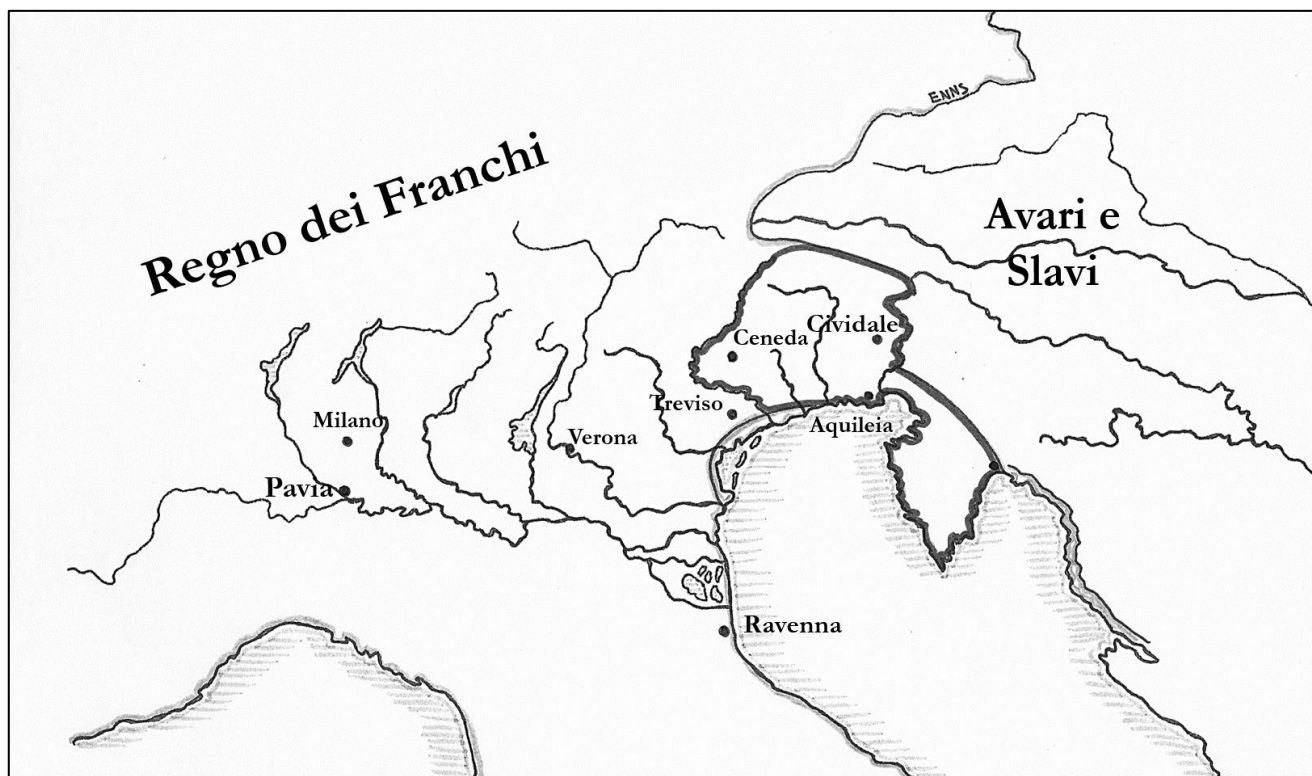 ENNS
Regno dei Franchi
Avari e
Slavi
Cividale
Ceneda
Treviso
Milano
Aquileia
Verona
Pavia
Ravenna